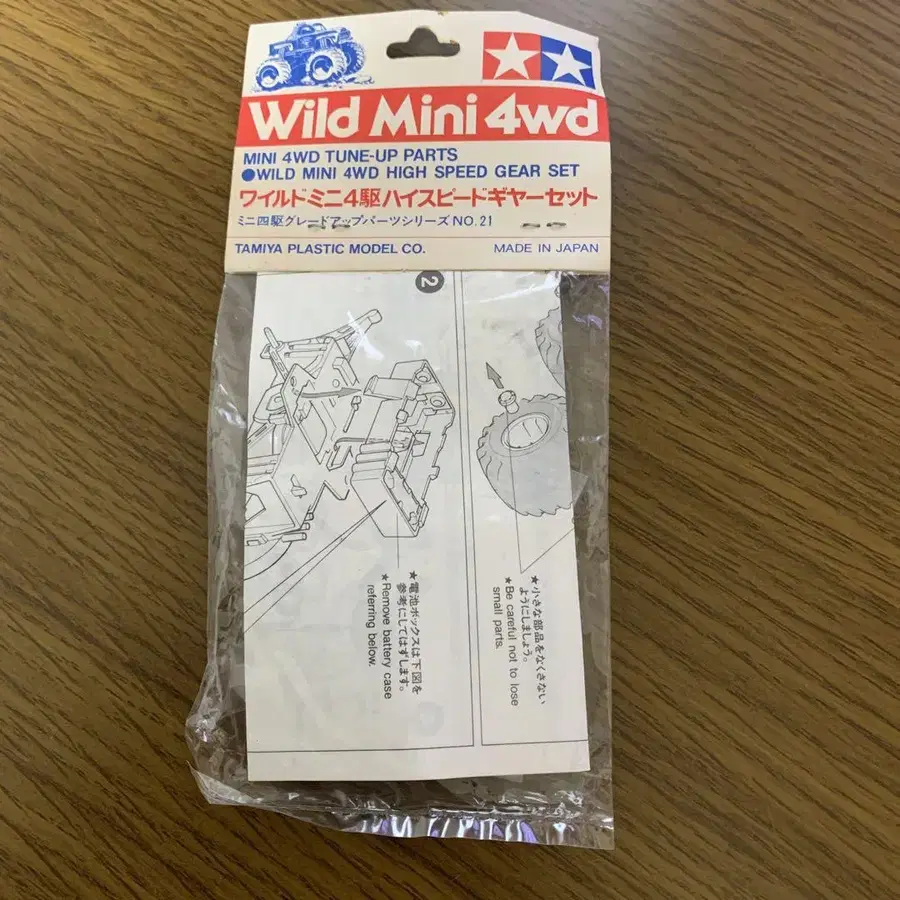 Wild Mini 4wd
MINI 4WD TUNE-UP PARTS
●WILD MINI 4WD HIGH SPEED GEAR SET
ワイルドミニ4駆ハイスピードギヤーセット
ミニ四駆グレードアップパーツシリーズNO.21
TAMIYA PLASTIC MODEL CO.
MADE IN JAPAN
2
★小さな部品をなくさない
ようにしましょう。
★Be careful not to lose
small parts.
★電池ボックスは下図を
参考にしてはずします。
★Remove battery case
referring below.